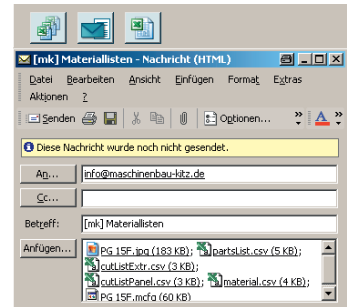 [mk] Materiallisten - Nachricht (HTML)
Datei Bearbeiten Ansicht Einfügen Format Extras
Aktionen ?
Senden Optionen... »
Diese Nachricht wurde noch nicht gesendet.
An... info@maschinenbau-kitz.de
Cc...
Betreff: [mk] Materiallisten
Anfügen... PG 15F.jpg (183 KB); partsList.csv (5 KB);
cutListExtr.csv (3 KB);
cutListPanel.csv (3 KB); material.csv (4 KB);
PG 15F.mcfg (60 KB)